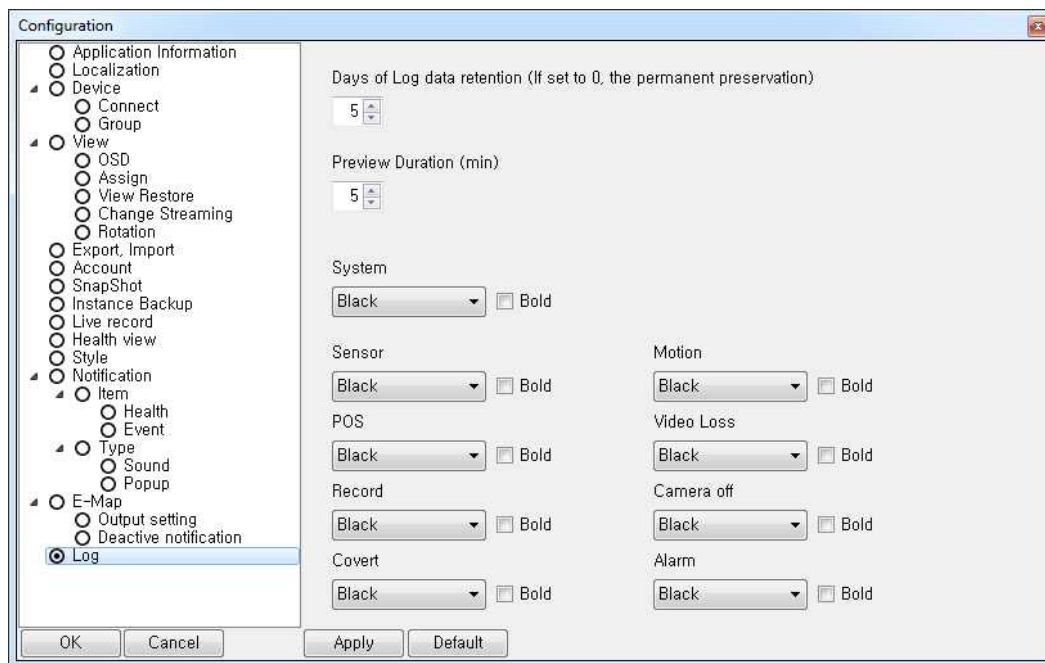 Configuration
Application Information
Localization
Device
Connect
Group
View
OSD
Assign
View Restore
Change Streaming
Rotation
Export, Import
Account
SnapShot
Instance Backup
Live record
Health view
Style
Notification
Item
Health
Event
Type
Sound
Popup
E-Map
Output setting
Deactive notification
Log
Days of Log data retention (If set to 0, the permanent preservation)
5
Preview Duration (min)
5
System
Black Bold
Sensor Motion
Black Bold Black Bold
POS Video Loss
Black Bold Black Bold
Record Camera off
Black Bold Black Bold
Covert Alarm
Black Bold Black Bold
OK Cancel Apply Default